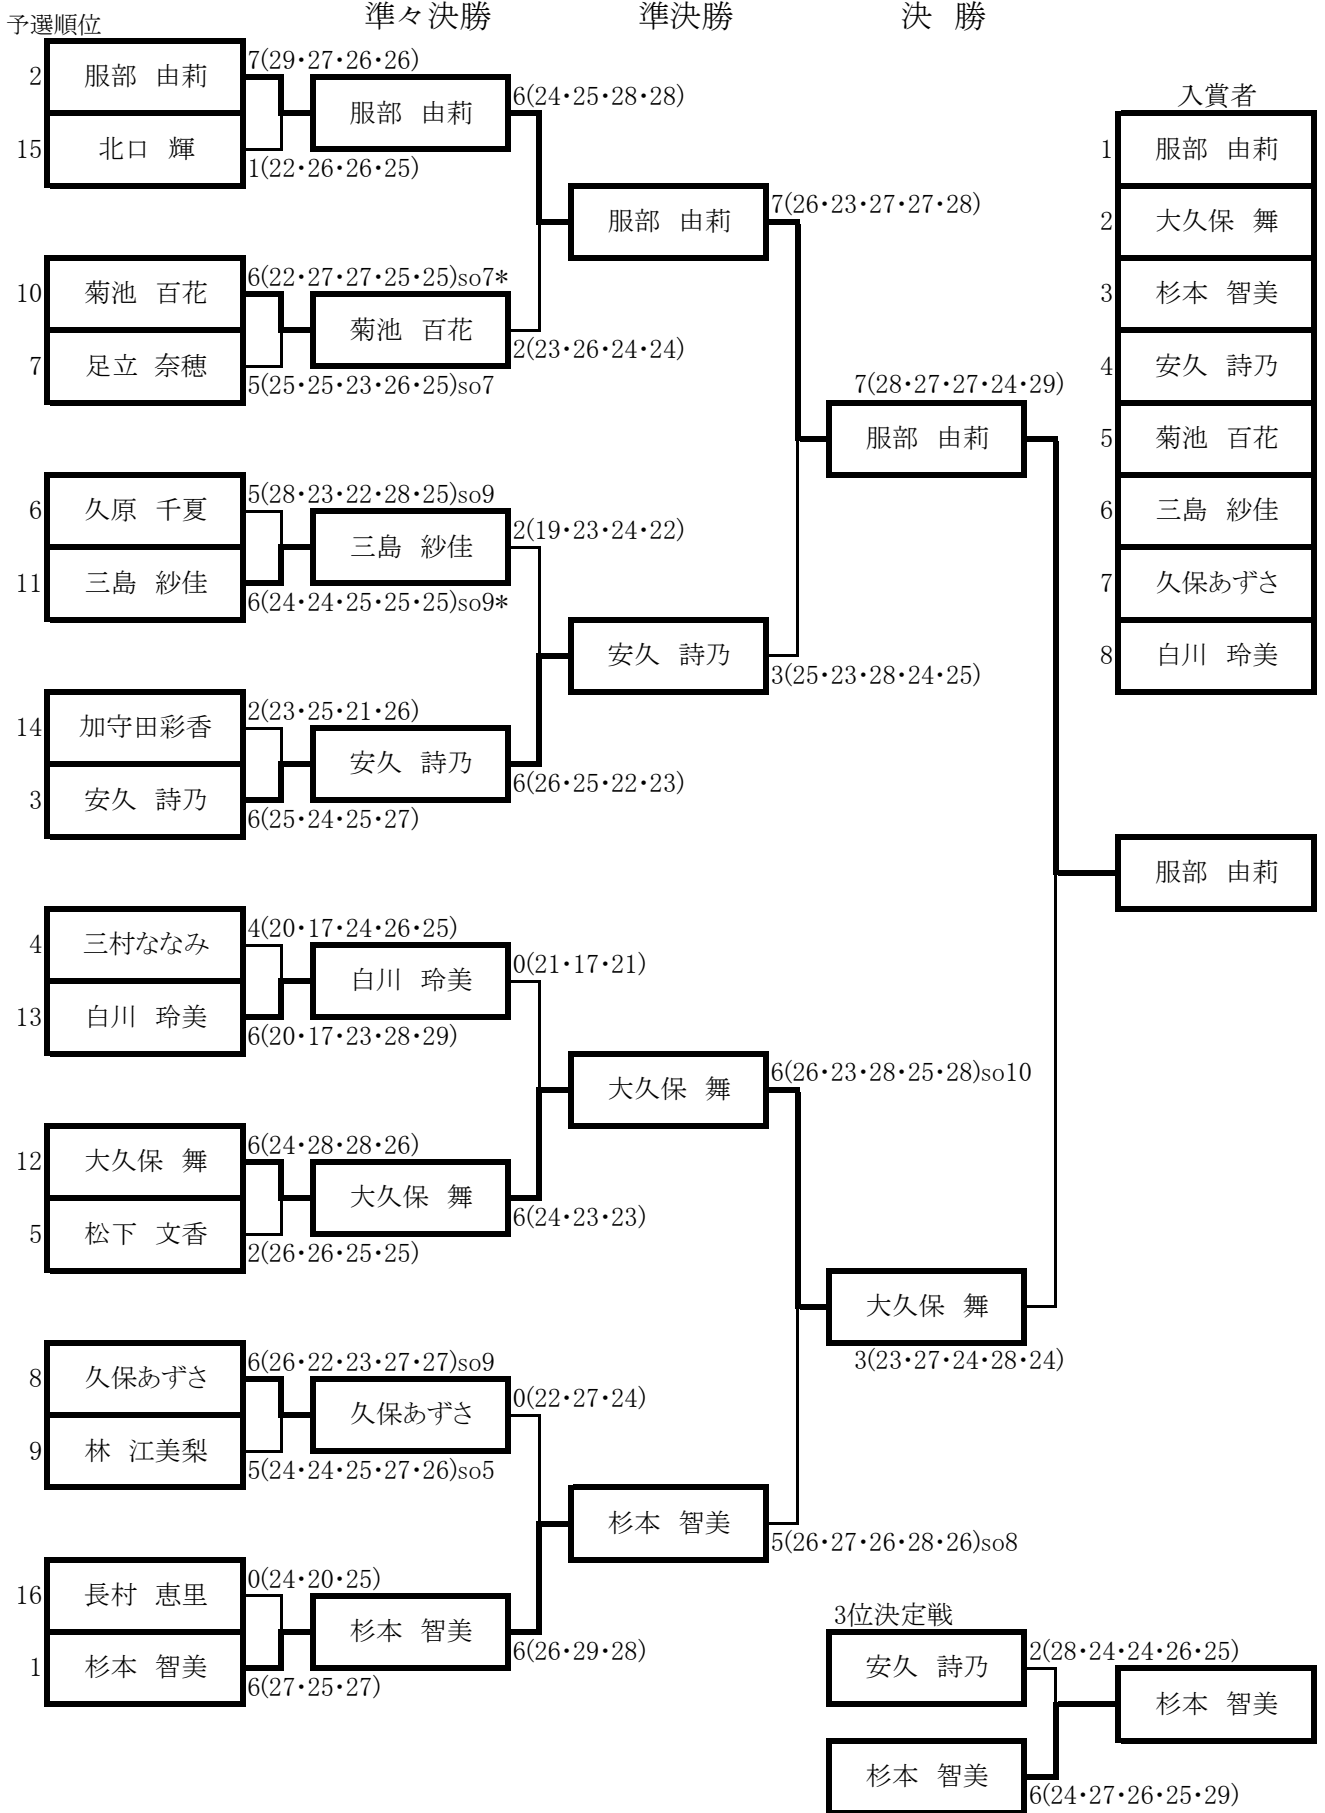 予選順位
準々決勝
準決勝
決 勝
2 服部 由莉 7(29・27・26・26)
服部 由莉 6(24・25・28・28)
15 北口 輝 1(22・26・26・25)
服部 由莉 7(26・23・27・27・28)
10 菊池 百花 6(22・27・27・25・25)so7*
菊池 百花 2(23・26・24・24)
7 足立 奈穂 5(25・25・23・26・25)so7
7(28・27・27・24・29)
服部 由莉
6 久原 千夏 5(28・23・22・28・25)so9
三島 紗佳 2(19・23・24・22)
11 三島 紗佳 6(24・24・25・25・25)so9*
安久 詩乃 3(25・23・28・24・25)
14 加守田彩香 2(23・25・21・26)
安久 詩乃 6(26・25・22・23)
3 安久 詩乃 6(25・24・25・27)
服部 由莉
4 三村ななみ 4(20・17・24・26・25)
白川 玲美 0(21・17・21)
13 白川 玲美 6(20・17・23・28・29)
大久保 舞 6(26・23・28・25・28)so10
12 大久保 舞 6(24・28・28・26)
大久保 舞 6(24・23・23)
5 松下 文香 2(26・26・25・25)
大久保 舞
3(23・27・24・28・24)
8 久保あずさ 6(26・22・23・27・27)so9
久保あずさ 0(22・27・24)
9 林 江美梨 5(24・24・25・27・26)so5
杉本 智美 5(26・27・26・28・26)so8
16 長村 恵里 0(24・20・25)
杉本 智美 6(26・29・28)
1 杉本 智美 6(27・25・27)
入賞者
1 服部 由莉
2 大久保 舞
3 杉本 智美
4 安久 詩乃
5 菊池 百花
6 三島 紗佳
7 久保あずさ
8 白川 玲美
3位決定戦
安久 詩乃 2(28・24・24・26・25)
杉本 智美
杉本 智美 6(24・27・26・25・29)